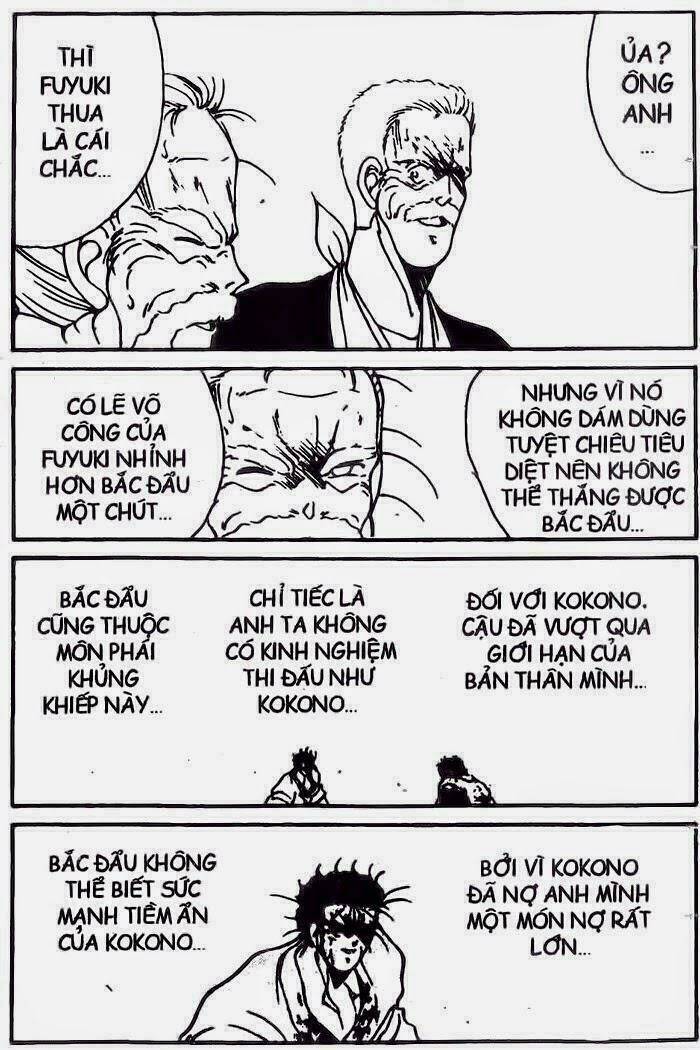 THÌ
FUYUKI
THUA
LÀ CÁI
CHẮC...
ỦA?
ÔNG
ANH
...
CÓ LẼ VÕ
CÔNG CỦA
FUYUKI NHỈNH
HƠN BẮC ĐẨU
MỘT CHÚT...
NHƯNG VÌ NÓ
KHÔNG DÁM DÙNG
TUYỆT CHIÊU TIÊU
DIỆT NÊN KHÔNG
THỂ THẮNG ĐƯỢC
BẮC ĐẨU...
BẮC ĐẨU
CŨNG THUỘC
MÔN PHÁI
KHỦNG
KHIẾP NÀY...
CHỈ TIẾC LÀ
ANH TA KHÔNG
CÓ KINH NGHIỆM
THI ĐẤU NHƯ
KOKONO...
ĐỐI VỚI KOKONO.
CẬU ĐÃ VƯỢT QUA
GIỚI HẠN CỦA
BẢN THÂN MÌNH...
BẮC ĐẨU KHÔNG
THỂ BIẾT SỨC
MẠNH TIỀM ẨN
CỦA KOKONO...
BỞI VÌ KOKONO
ĐÃ NỢ ANH MÌNH
MỘT MÓN NỢ RẤT
LỚN...